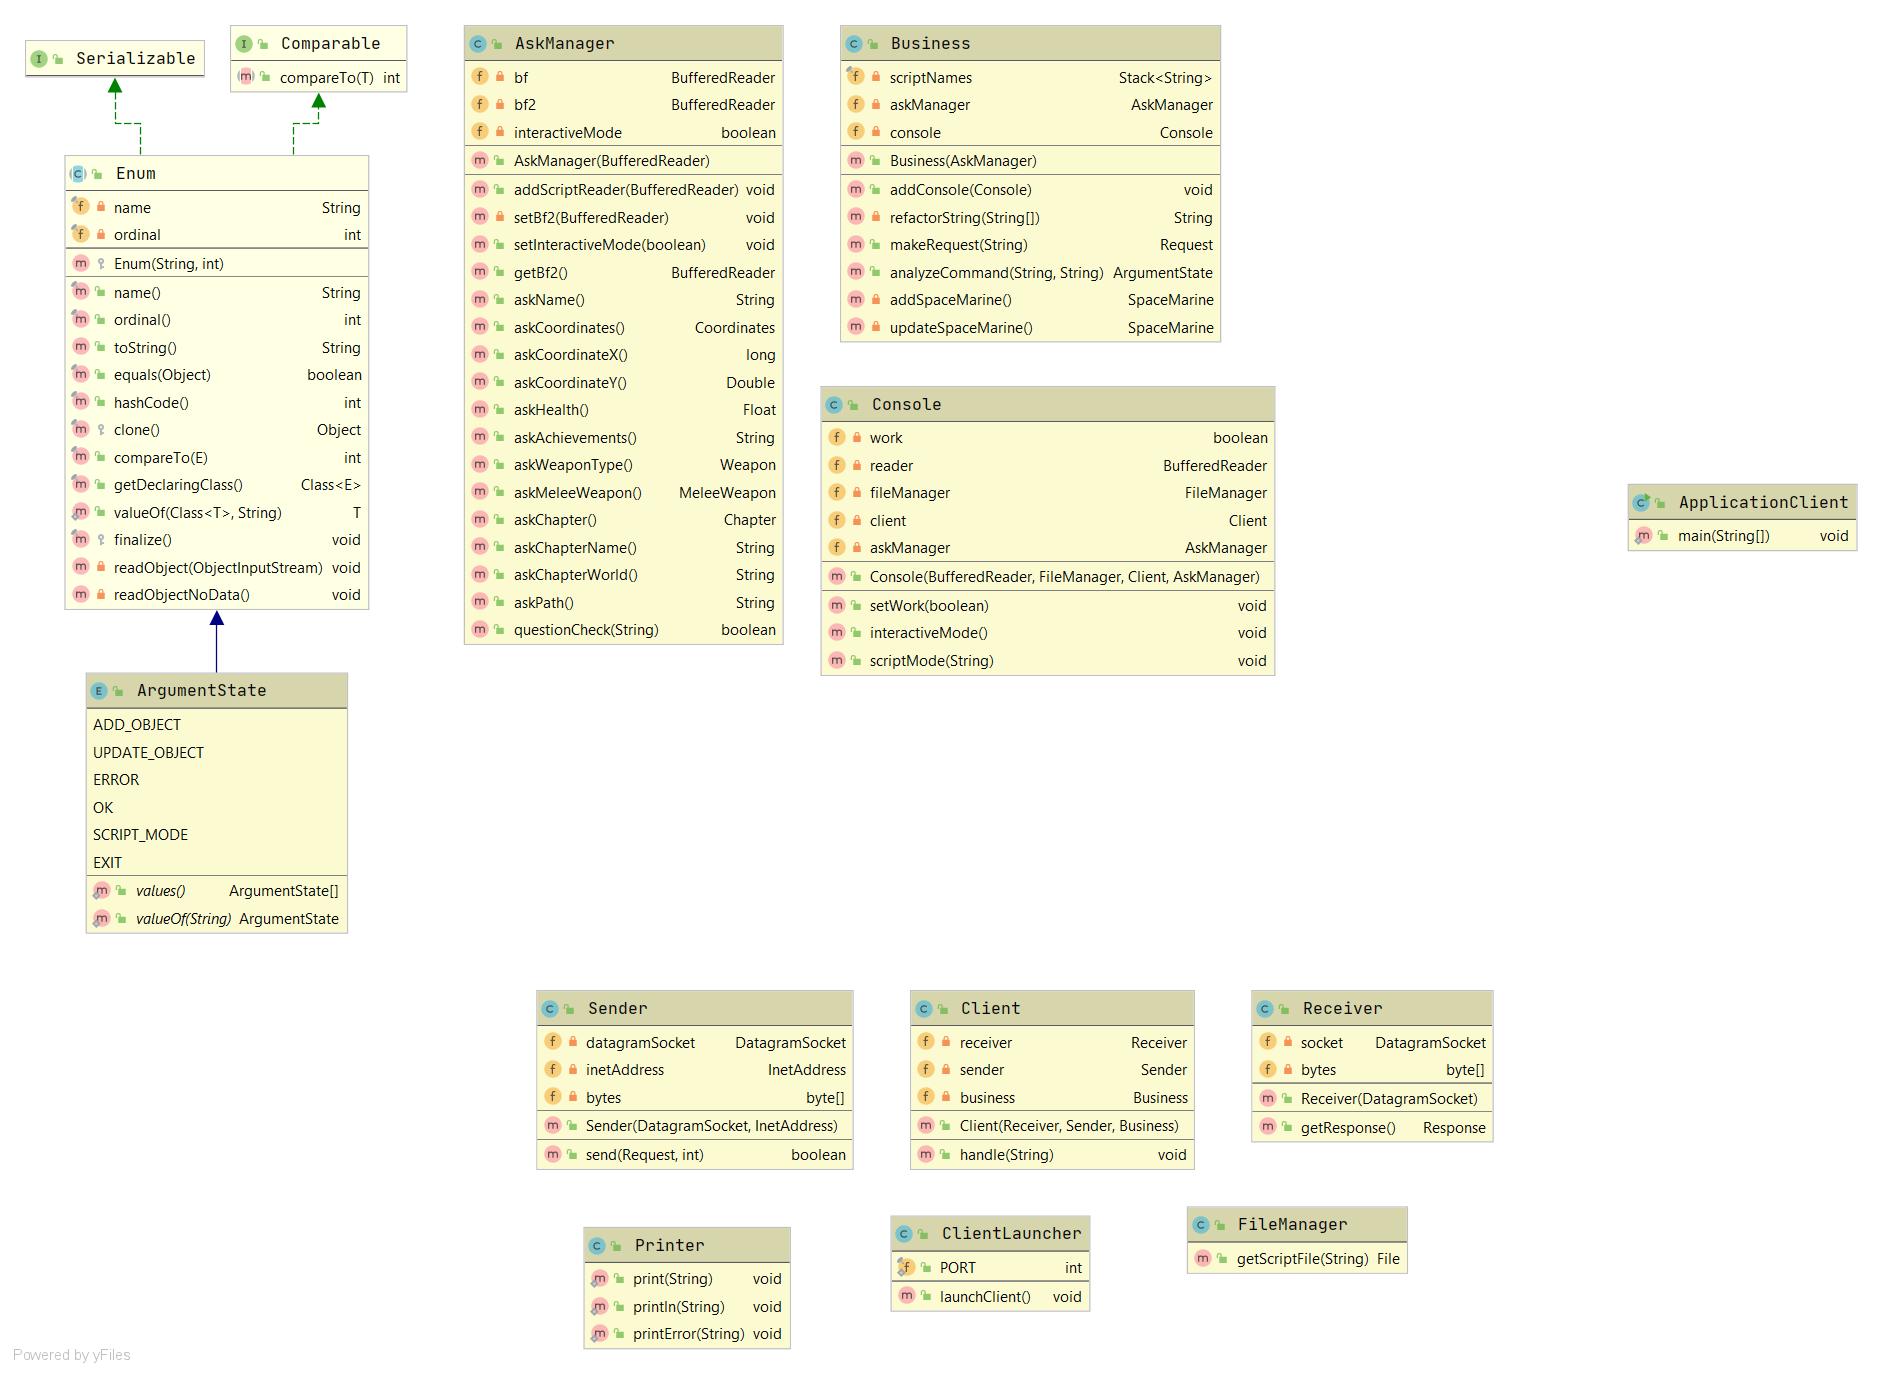 Serializable
Comparable
compareTo(T) int
Enum
name String
ordinal int
Enum(String, int)
name() String
ordinal() int
toString() String
equals(Object) boolean
hashCode() int
clone() Object
compareTo(E) int
getDeclaringClass() Class<E>
valueOf(Class<T>, String) T
finalize() void
readObject(ObjectInputStream) void
readObjectNoData() void
ArgumentState
ADD_OBJECT
UPDATE_OBJECT
ERROR
OK
SCRIPT_MODE
EXIT
values() ArgumentState[]
valueOf(String) ArgumentState
AskManager
bf BufferedReader
bf2 BufferedReader
interactiveMode boolean
AskManager(BufferedReader)
addScriptReader(BufferedReader) void
setBf2(BufferedReader) void
setInteractiveMode(boolean) void
getBf2() BufferedReader
askName() String
askCoordinates() Coordinates
askCoordinateX() long
askCoordinateY() Double
askHealth() Float
askAchievements() String
askWeaponType() Weapon
askMeleeWeapon() MeleeWeapon
askChapter() Chapter
askChapterName() String
askChapterWorld() String
askPath() String
questionCheck(String) boolean
Business
scriptNames Stack<String>
askManager AskManager
console Console
Business(AskManager)
addConsole(Console) void
refactorString(String[]) String
makeRequest(String) Request
analyzeCommand(String, String) ArgumentState
addSpaceMarine() SpaceMarine
updateSpaceMarine() SpaceMarine
Console
work boolean
reader BufferedReader
fileManager FileManager
client Client
askManager AskManager
Console(BufferedReader, FileManager, Client, AskManager)
setWork(boolean) void
interactiveMode() void
scriptMode(String) void
ApplicationClient
main(String[]) void
Sender
datagramSocket DatagramSocket
inetAddress InetAddress
bytes byte[]
Sender(DatagramSocket, InetAddress)
send(Request, int) boolean
Client
receiver Receiver
sender Sender
business Business
Client(Receiver, Sender, Business)
handle(String) void
Receiver
socket DatagramSocket
bytes byte[]
Receiver(DatagramSocket)
getResponse() Response
Printer
print(String) void
println(String) void
printError(String) void
ClientLauncher
PORT int
launchClient() void
FileManager
getScriptFile(String) File
Powered by yFiles